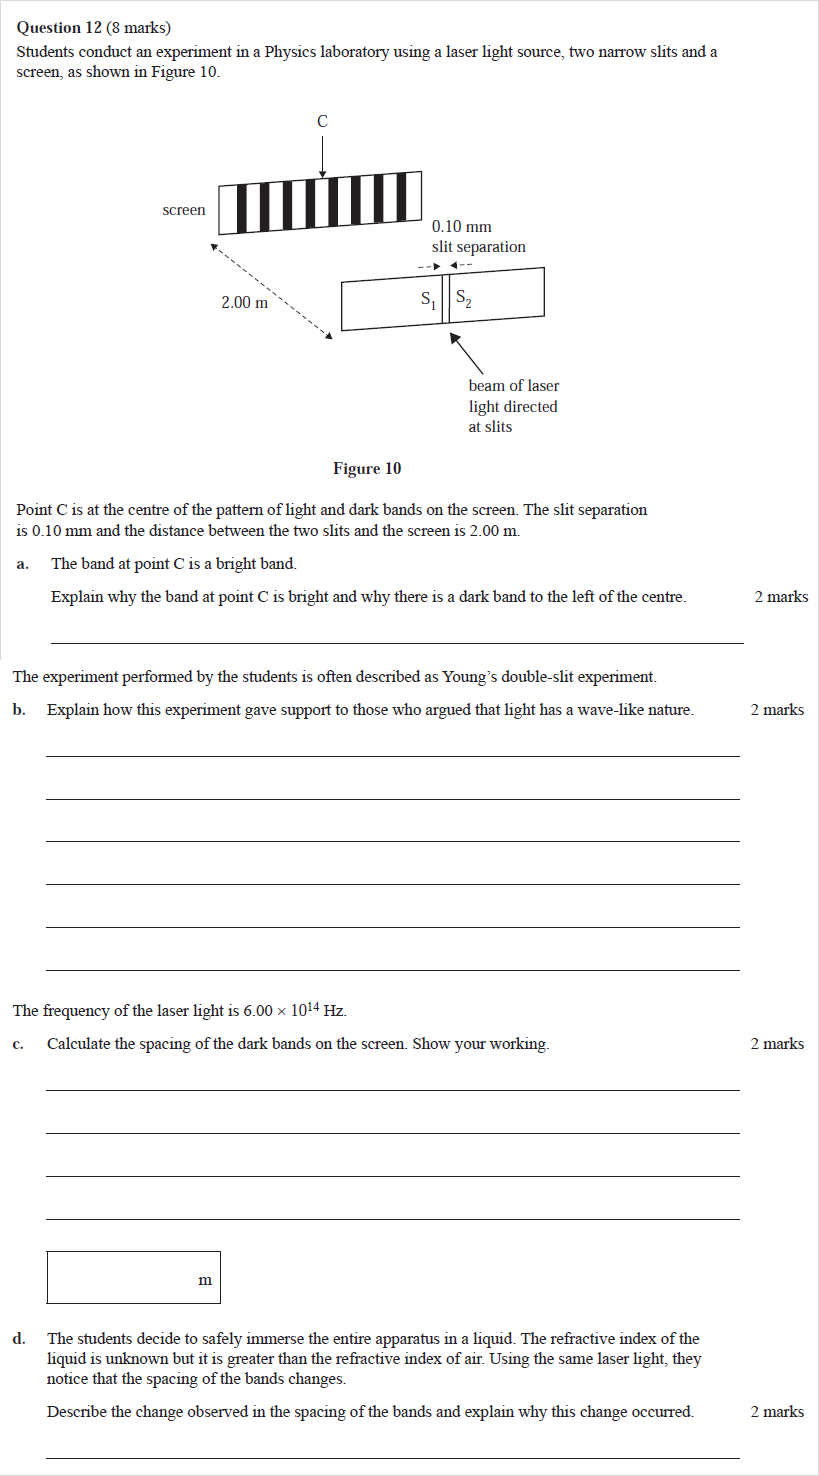 Question 12 (8 marks)
Students conduct an experiment in a Physics laboratory using a laser light source, two narrow slits and a
screen, as shown in Figure 10.
C
screen
0.10 mm
slit separation
2.00 m
S₁ S₂
beam of laser
light directed
at slits
Figure 10
Point C is at the centre of the pattern of light and dark bands on the screen. The slit separation
is 0.10 mm and the distance between the two slits and the screen is 2.00 m.
a. The band at point C is a bright band.
Explain why the band at point C is bright and why there is a dark band to the left of the centre. 2 marks
The experiment performed by the students is often described as Young’s double-slit experiment.
b. Explain how this experiment gave support to those who argued that light has a wave-like nature. 2 marks
The frequency of the laser light is 6.00 × 10¹⁴ Hz.
c. Calculate the spacing of the dark bands on the screen. Show your working. 2 marks
m
d. The students decide to safely immerse the entire apparatus in a liquid. The refractive index of the
liquid is unknown but it is greater than the refractive index of air. Using the same laser light, they
notice that the spacing of the bands changes.
Describe the change observed in the spacing of the bands and explain why this change occurred. 2 marks